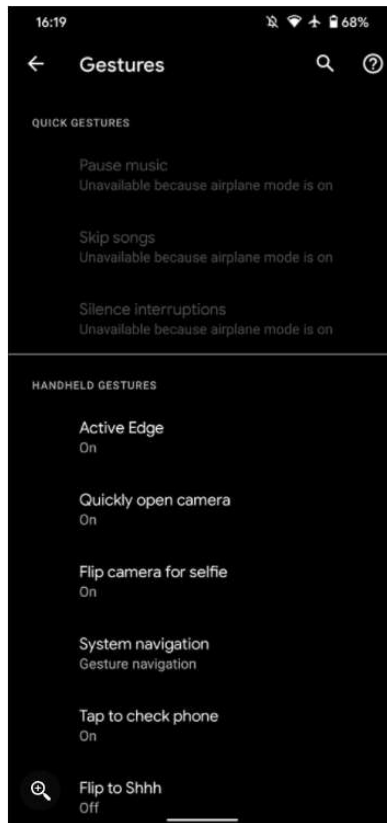 16:19
68%
Gestures
QUICK GESTURES
Pause music
Unavailable because airplane mode is on
Skip songs
Unavailable because airplane mode is on
Silence interruptions
Unavailable because airplane mode is on
HANDHELD GESTURES
Active Edge
On
Quickly open camera
On
Flip camera for selfie
On
System navigation
Gesture navigation
Tap to check phone
On
Flip to Shhh
Off